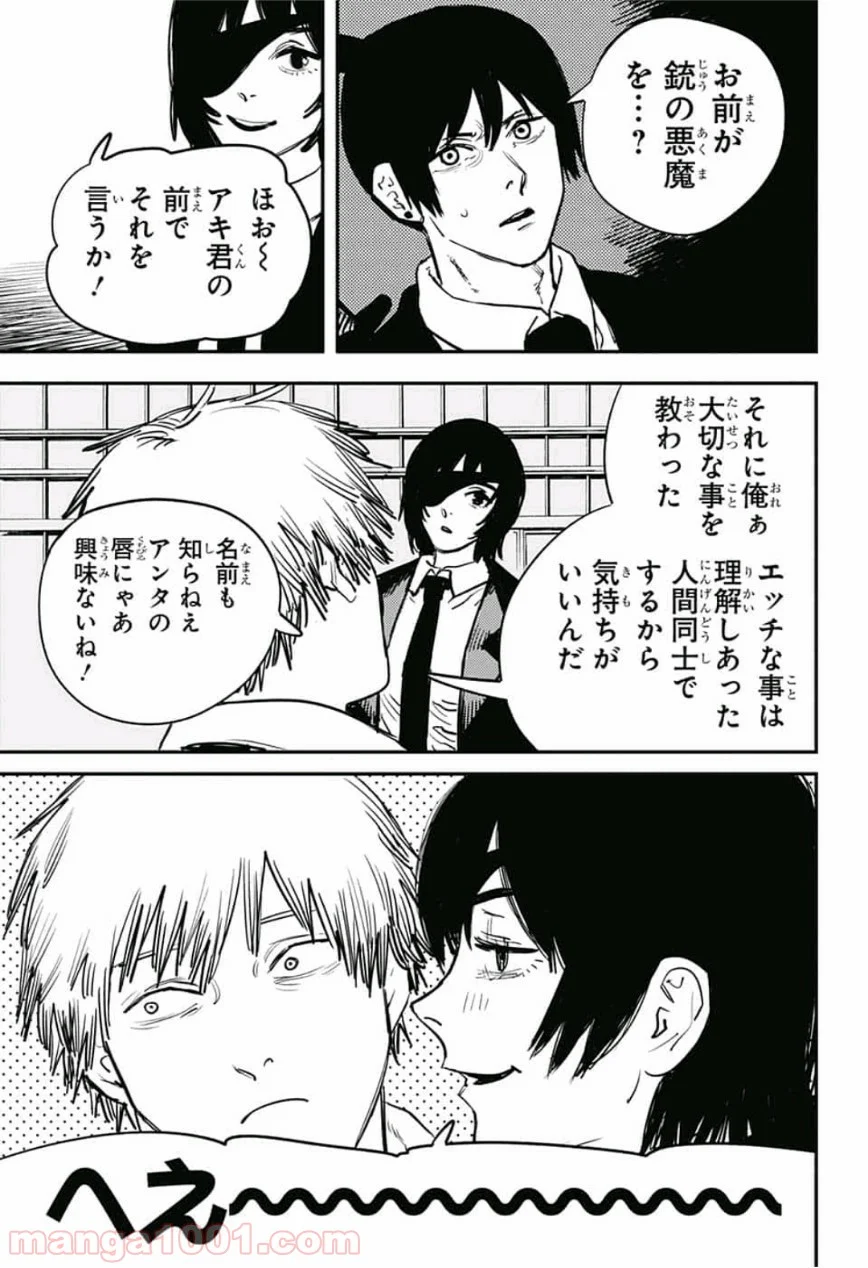 お前が
銃の悪魔
を…?
ほお〜
アキ君の
前で
それを
言うか!
それに俺ぁ
大切な事を
教わった
エッチな事は
理解しあった
人間同士で
するから
気持ちが
いいんだ
名前も
知らねえ
アンタの
唇にゃあ
興味ないね!
へえ〜〜〜〜〜〜〜〜
manga1001.com